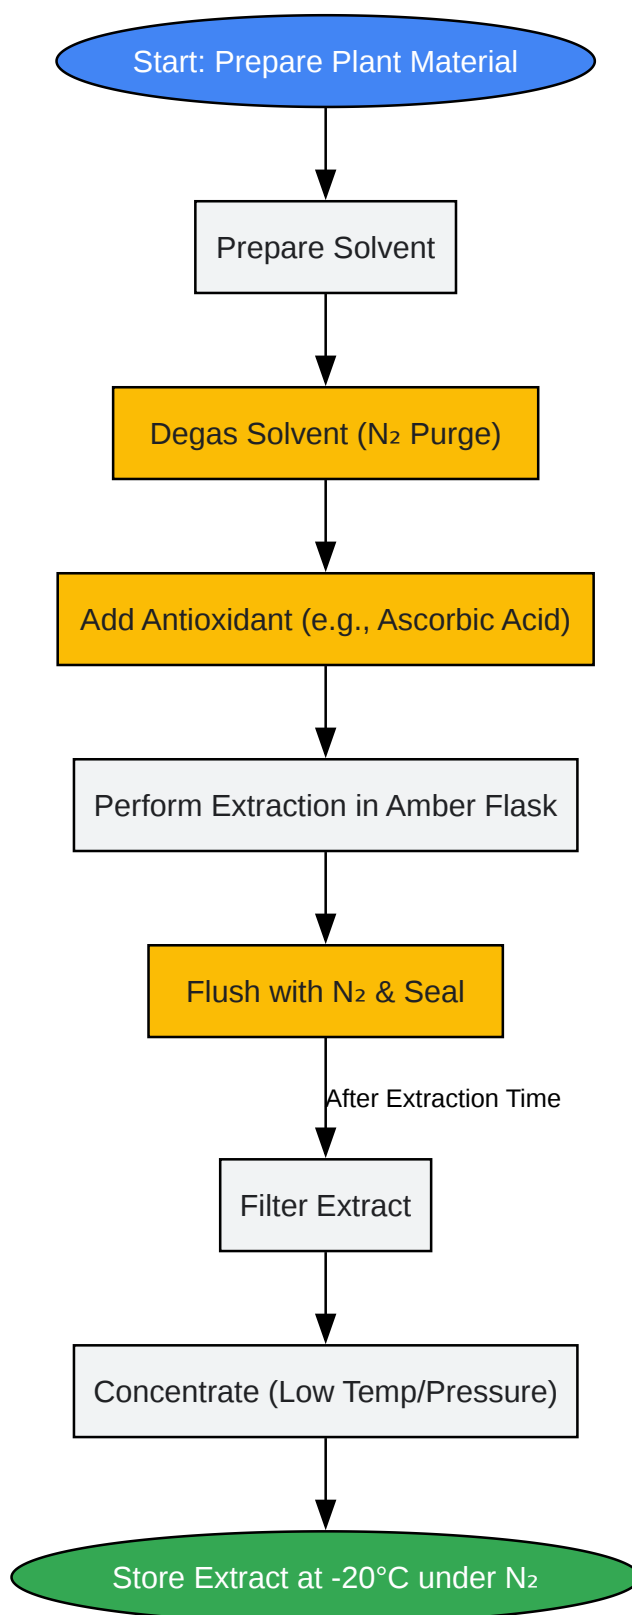 Start: Prepare Plant Material
Prepare Solvent
Degas Solvent (N₂ Purge)
Add Antioxidant (e.g., Ascorbic Acid)
Perform Extraction in Amber Flask
Flush with N₂ & Seal
After Extraction Time
Filter Extract
Concentrate (Low Temp/Pressure)
Store Extract at -20°C under N₂